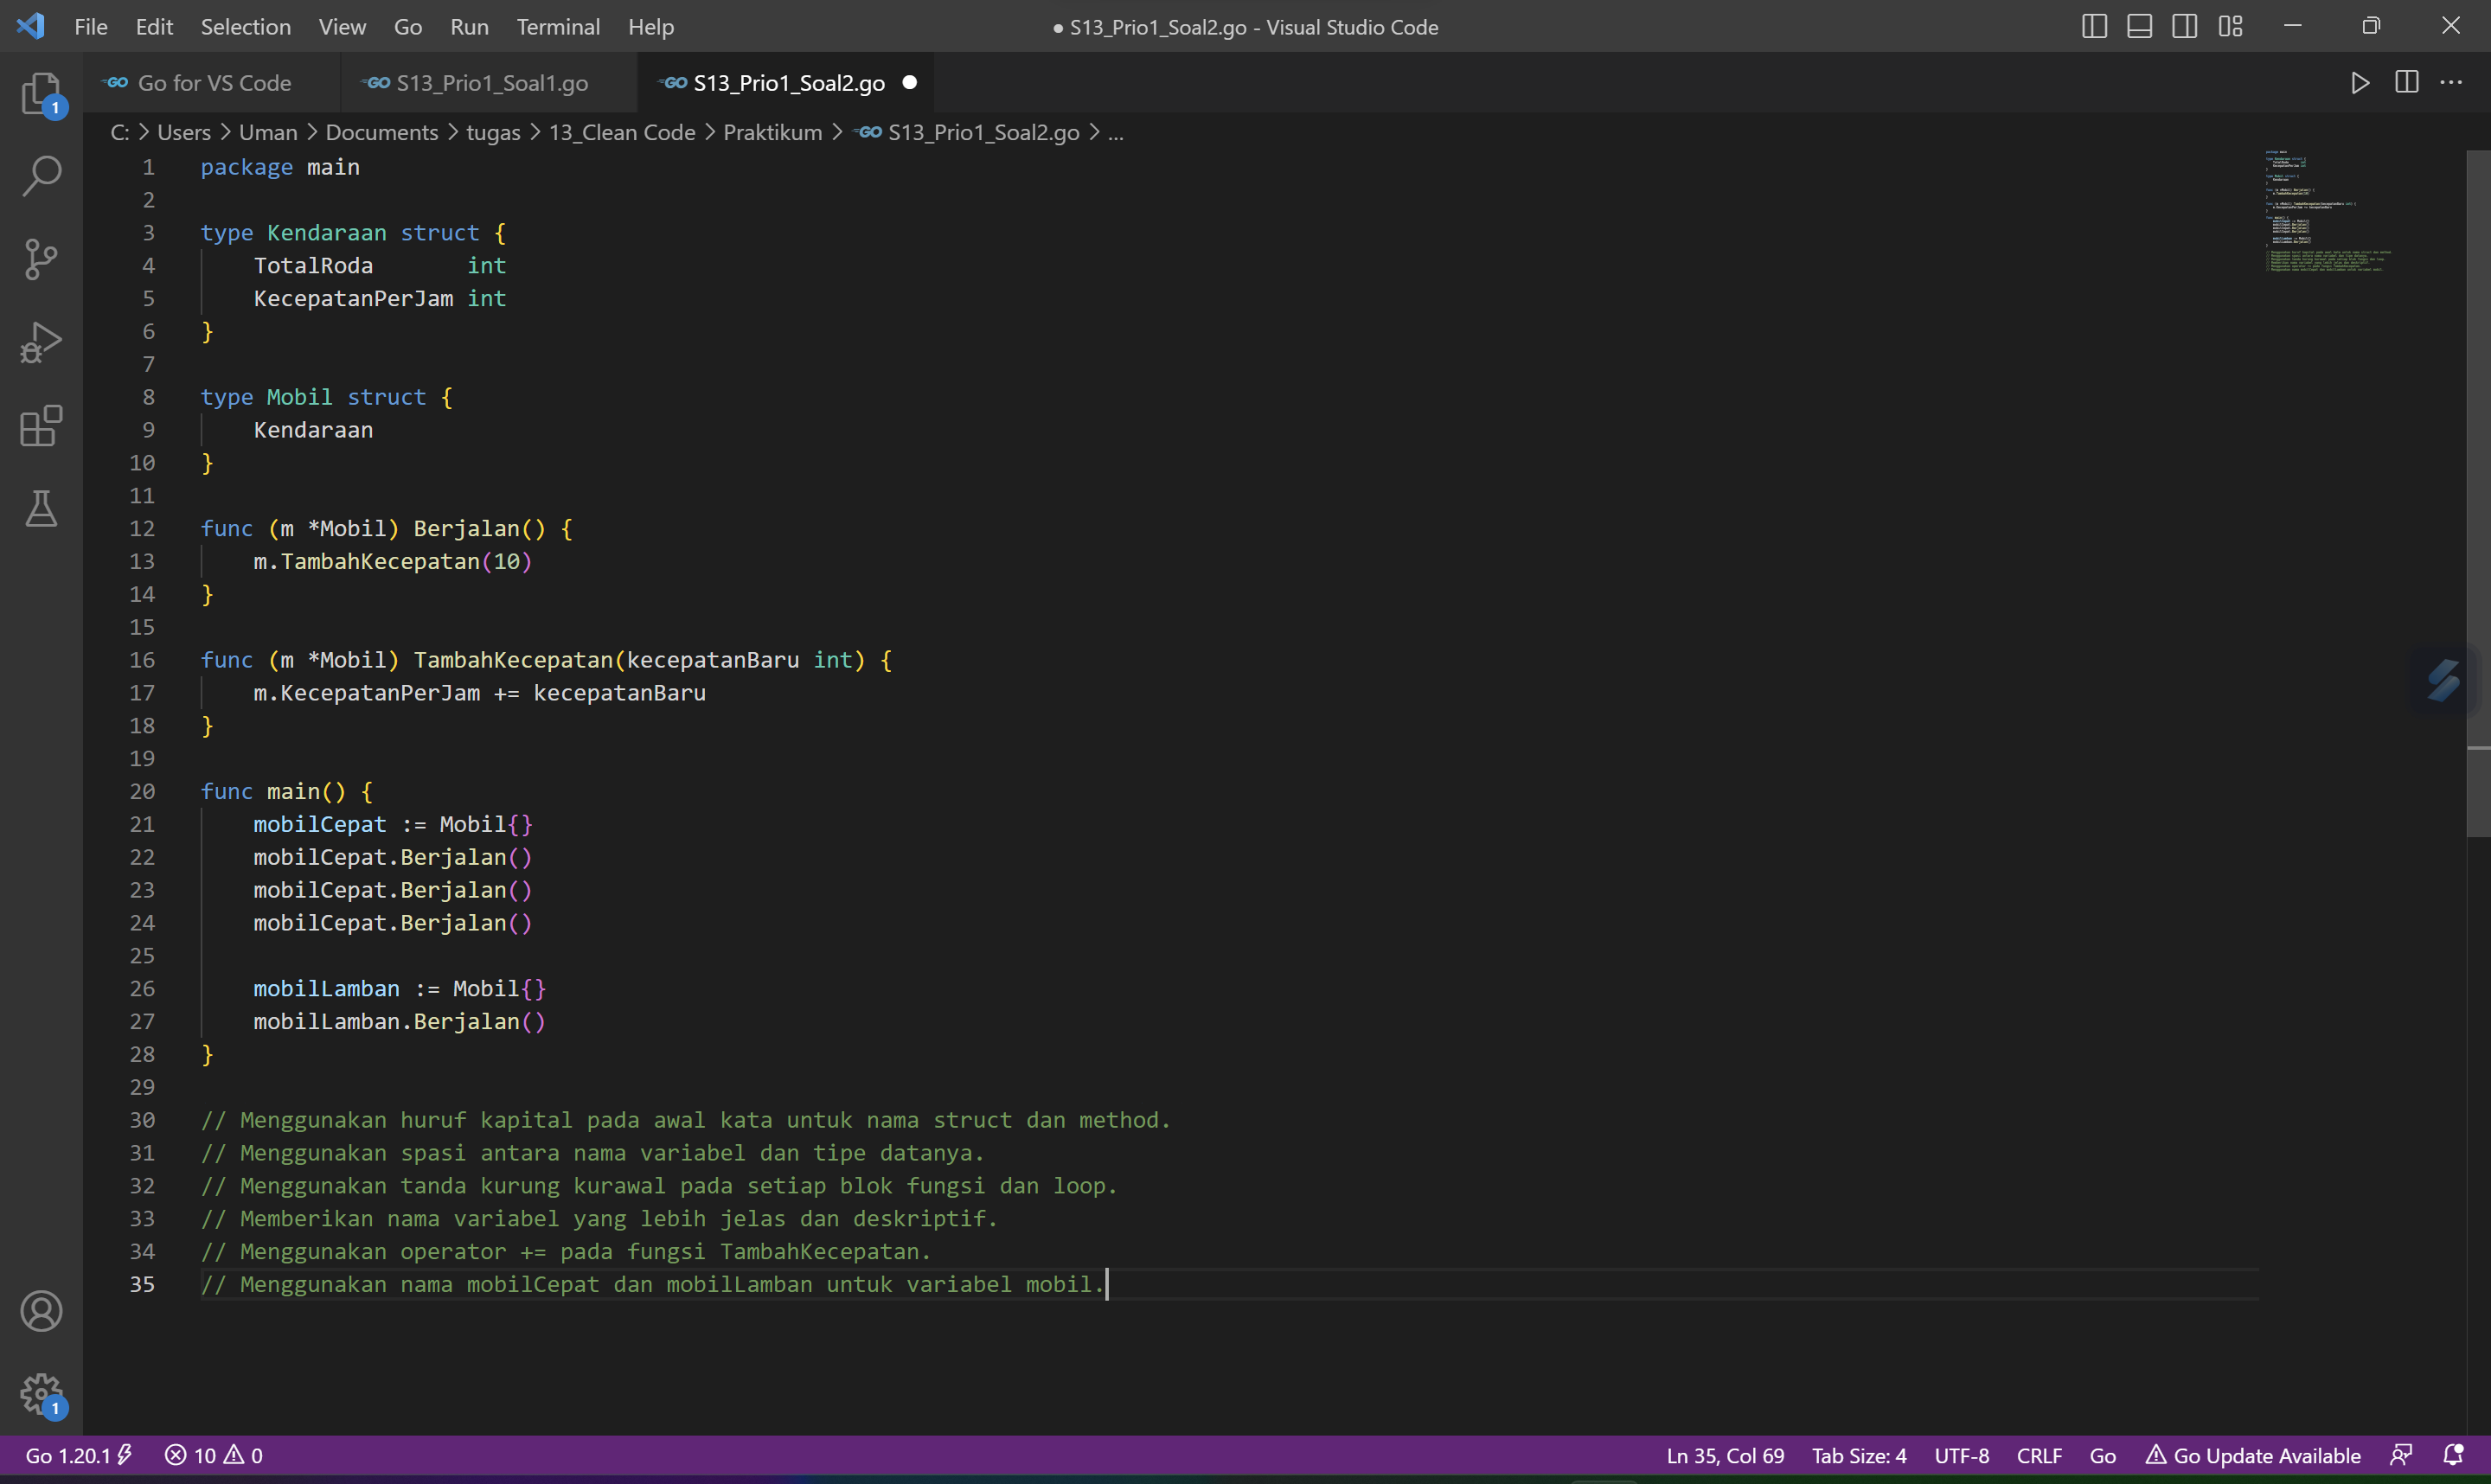 File Edit Selection View Go Run Terminal Help
● S13_Prio1_Soal2.go - Visual Studio Code
GO Go for VS Code
GO S13_Prio1_Soal1.go
GO S13_Prio1_Soal2.go ●
C: > Users > Uman > Documents > tugas > 13_Clean Code > Praktikum > GO S13_Prio1_Soal2.go > ...
1 package main
2
3 type Kendaraan struct {
4     TotalRoda       int
5     KecepatanPerJam int
6 }
7
8 type Mobil struct {
9     Kendaraan
10 }
11
12 func (m *Mobil) Berjalan() {
13     m.TambahKecepatan(10)
14 }
15
16 func (m *Mobil) TambahKecepatan(kecepatanBaru int) {
17     m.KecepatanPerJam += kecepatanBaru
18 }
19
20 func main() {
21     mobilCepat := Mobil{}
22     mobilCepat.Berjalan()
23     mobilCepat.Berjalan()
24     mobilCepat.Berjalan()
25
26     mobilLamban := Mobil{}
27     mobilLamban.Berjalan()
28 }
29
30 // Menggunakan huruf kapital pada awal kata untuk nama struct dan method.
31 // Menggunakan spasi antara nama variabel dan tipe datanya.
32 // Menggunakan tanda kurung kurawal pada setiap blok fungsi dan loop.
33 // Memberikan nama variabel yang lebih jelas dan deskriptif.
34 // Menggunakan operator += pada fungsi TambahKecepatan.
35 // Menggunakan nama mobilCepat dan mobilLamban untuk variabel mobil.
1
1
Go 1.20.1 10 0
Ln 35, Col 69 Tab Size: 4 UTF-8 CRLF Go Go Update Available